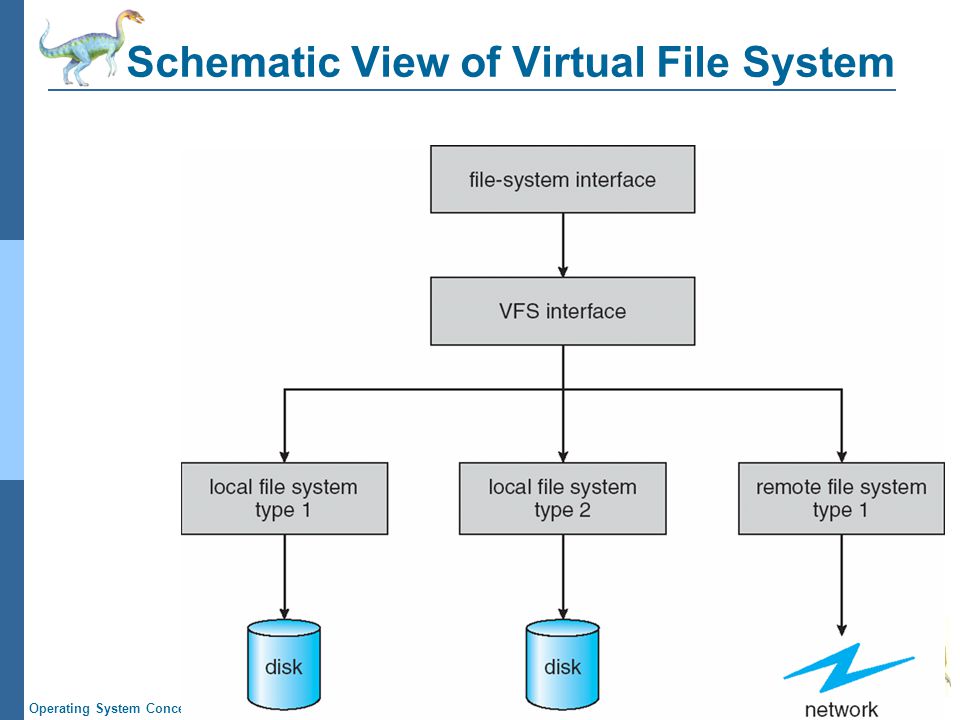 Schematic View of Virtual File System
file-system interface
VFS interface
local file system
type 1
local file system
type 2
remote file system
type 1
disk
disk
network
Operating System Conce